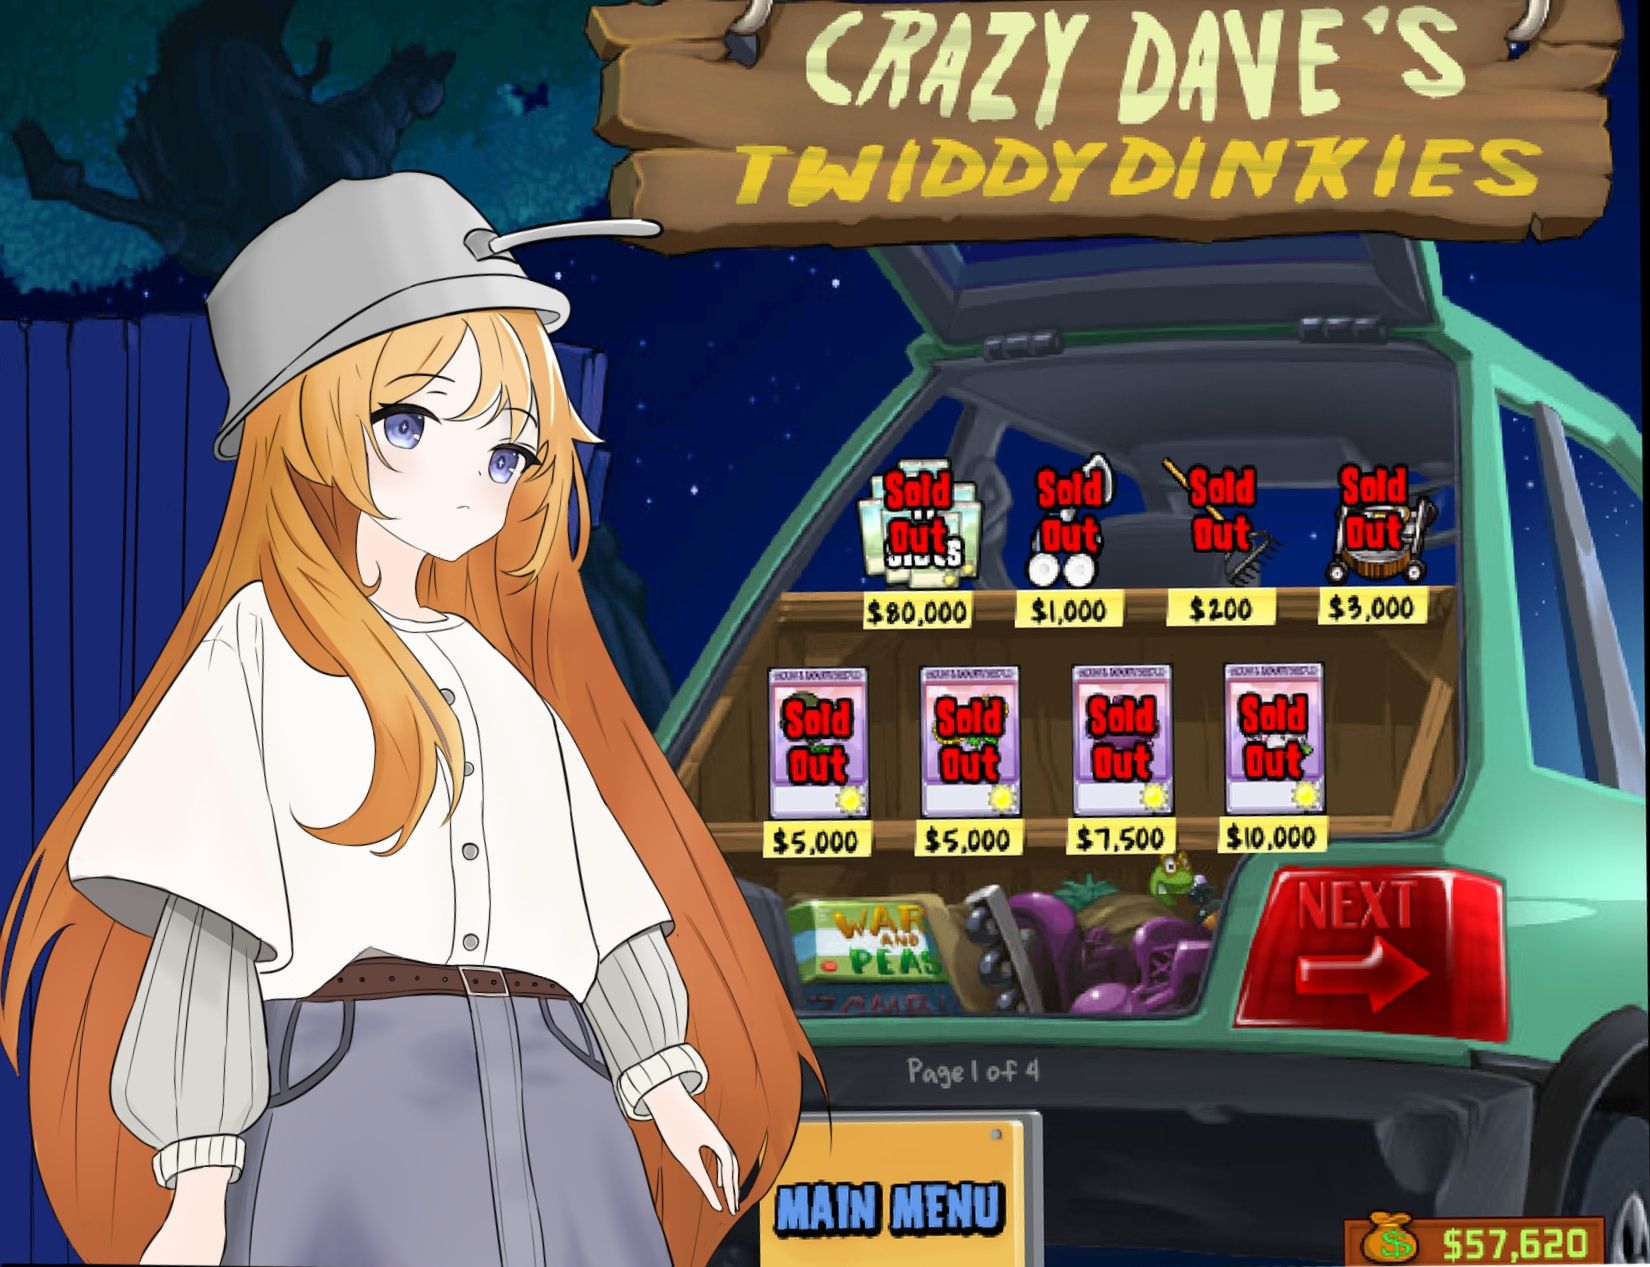 CRAZY DAVE'S
TWIDDYDINKIES
Sold Out
Sold Out
Sold Out
Sold Out
$80,000
$1,000
$200
$3,000
Sold Out
Sold Out
Sold Out
Sold Out
$5,000
$5,000
$7,500
$10,000
WAR
AND
PEAS
NEXT
Page 1 of 4
MAIN MENU
$57,620